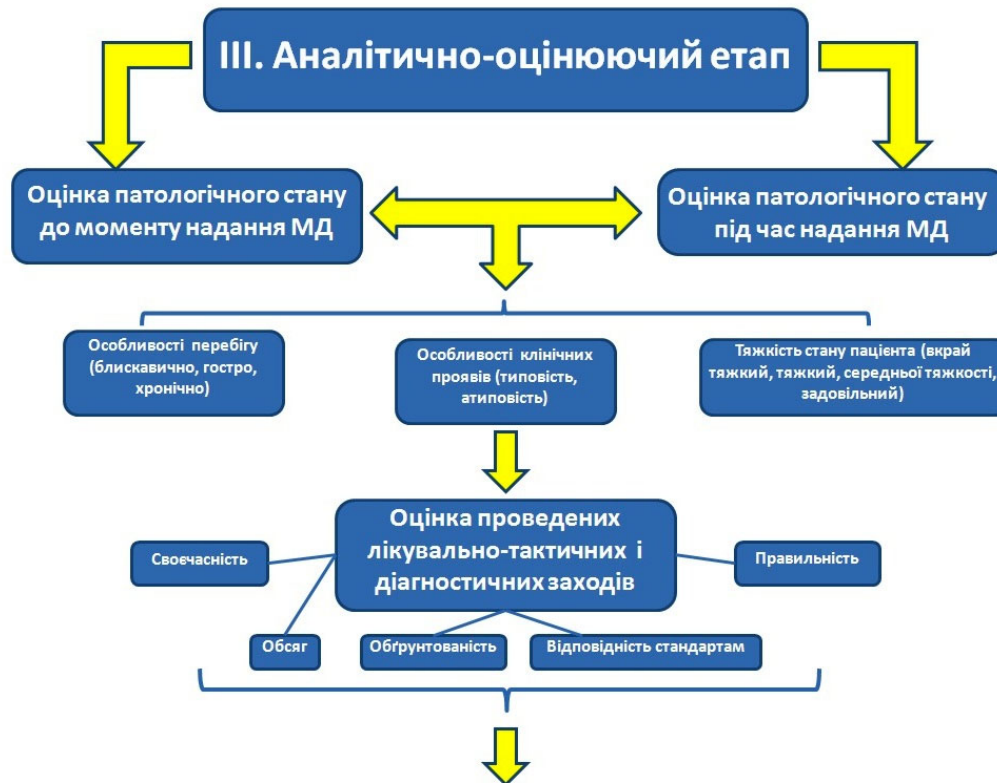 III. Аналітично-оцінюючий етап
Оцінка патологічного стану
до моменту надання МД
Оцінка патологічного стану
під час надання МД
Особливості перебігу
(блискавично, гостро,
хронічно)
Особливості клінічних
проявів (типовість,
атиповість)
Тяжкість стану пацієнта (вкрай
тяжкий, тяжкий, середньої тяжкості,
задовільний)
Оцінка проведених
лікувально-тактичних і
діагностичних заходів
Своєчасність
Правильність
Обсяг
Обґрунтованість
Відповідність стандартам